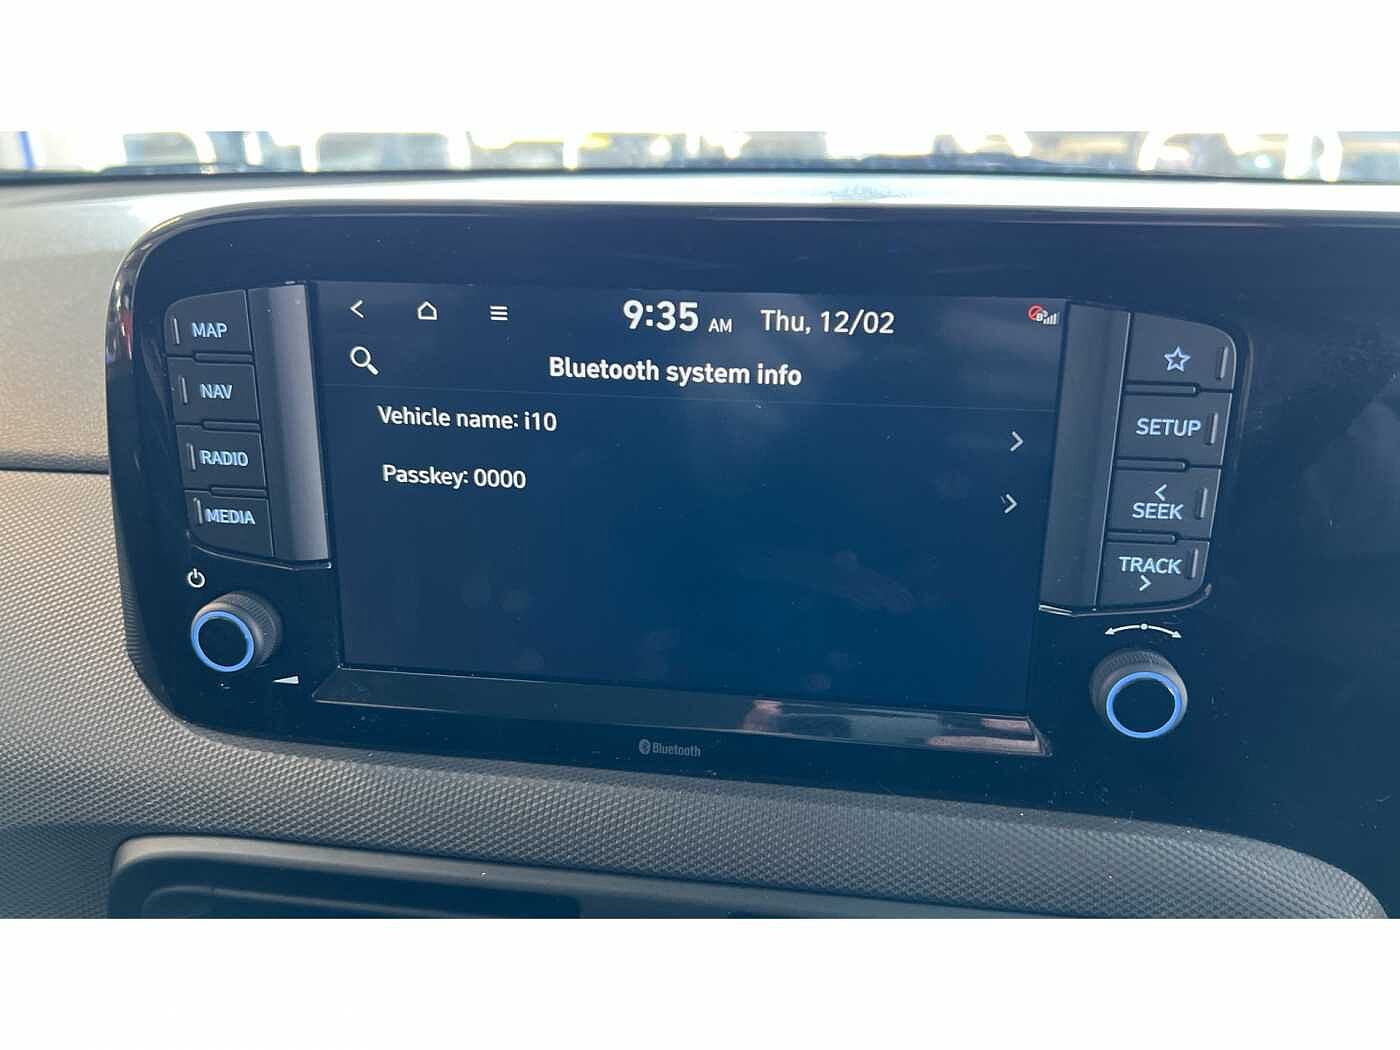 9:35 AM Thu, 12/02
Bluetooth system info
Vehicle name: i10
Passkey: 0000
MAP
NAV
RADIO
MEDIA
SETUP
SEEK
TRACK
Bluetooth